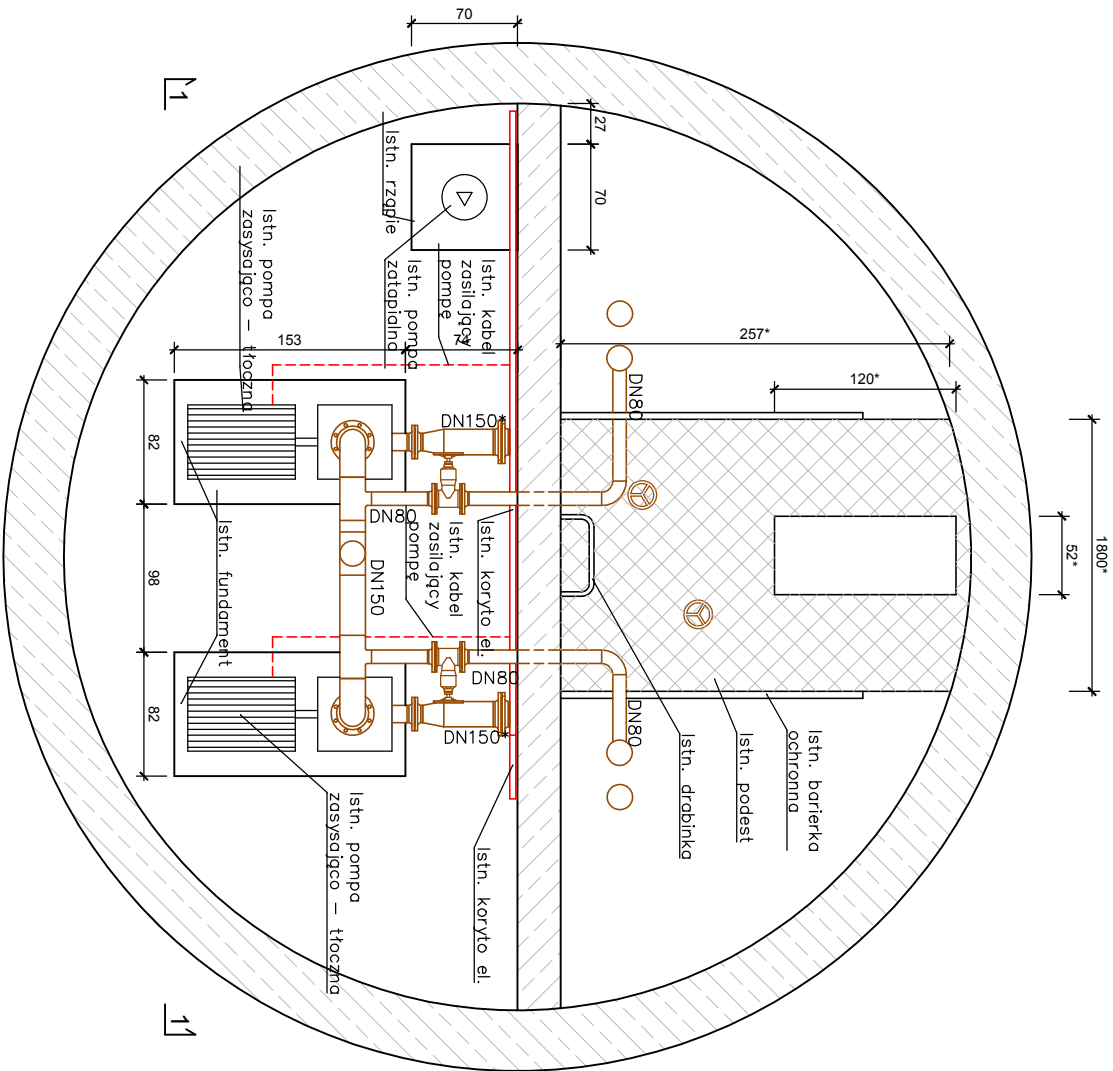 70
1
27
70
Istn. rząpie
Istn. pompa
zasysająco – tłoczna
Istn. kabel
zasilający
pompę
Istn. pompa
zatapialna
153
74
257*
120*
1800*
52*
DN80
DN150*
82
DN80
Istn. kabel
zasilający
pompę
Istn. koryto el.
DN150
98
Istn. fundament
DN80
DN150*
82
DN80
Istn. drabinka
Istn. podest
Istn. barierka
ochronna
Istn. pompa
zasysająco – tłoczna
Istn. koryto el.
1